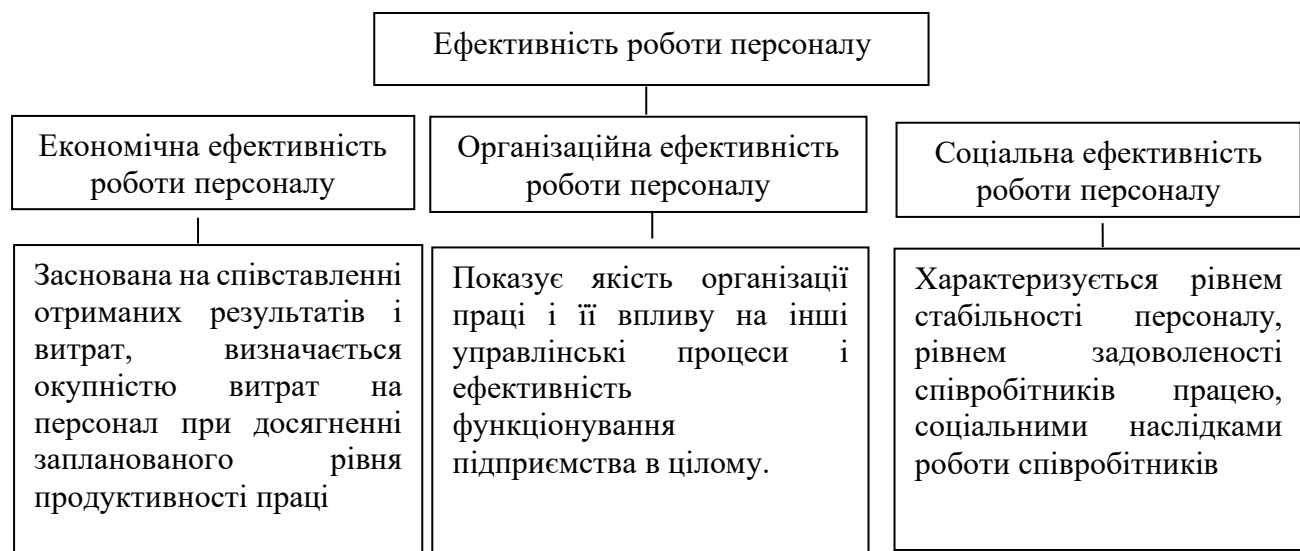 Ефективність роботи персоналу
Економічна ефективність
роботи персоналу
Організаційна ефективність
роботи персоналу
Соціальна ефективність
роботи персоналу
Заснована на співставленні
отриманих результатів і
витрат, визначається
окупністю витрат на
персонал при досягненні
запланованого рівня
продуктивності праці
Показує якість організації
праці і її впливу на інші
управлінські процеси і
ефективність
функціонування
підприємства в цілому.
Характеризується рівнем
стабільності персоналу,
рівнем задоволеності
співробітників працею,
соціальними наслідками
роботи співробітників